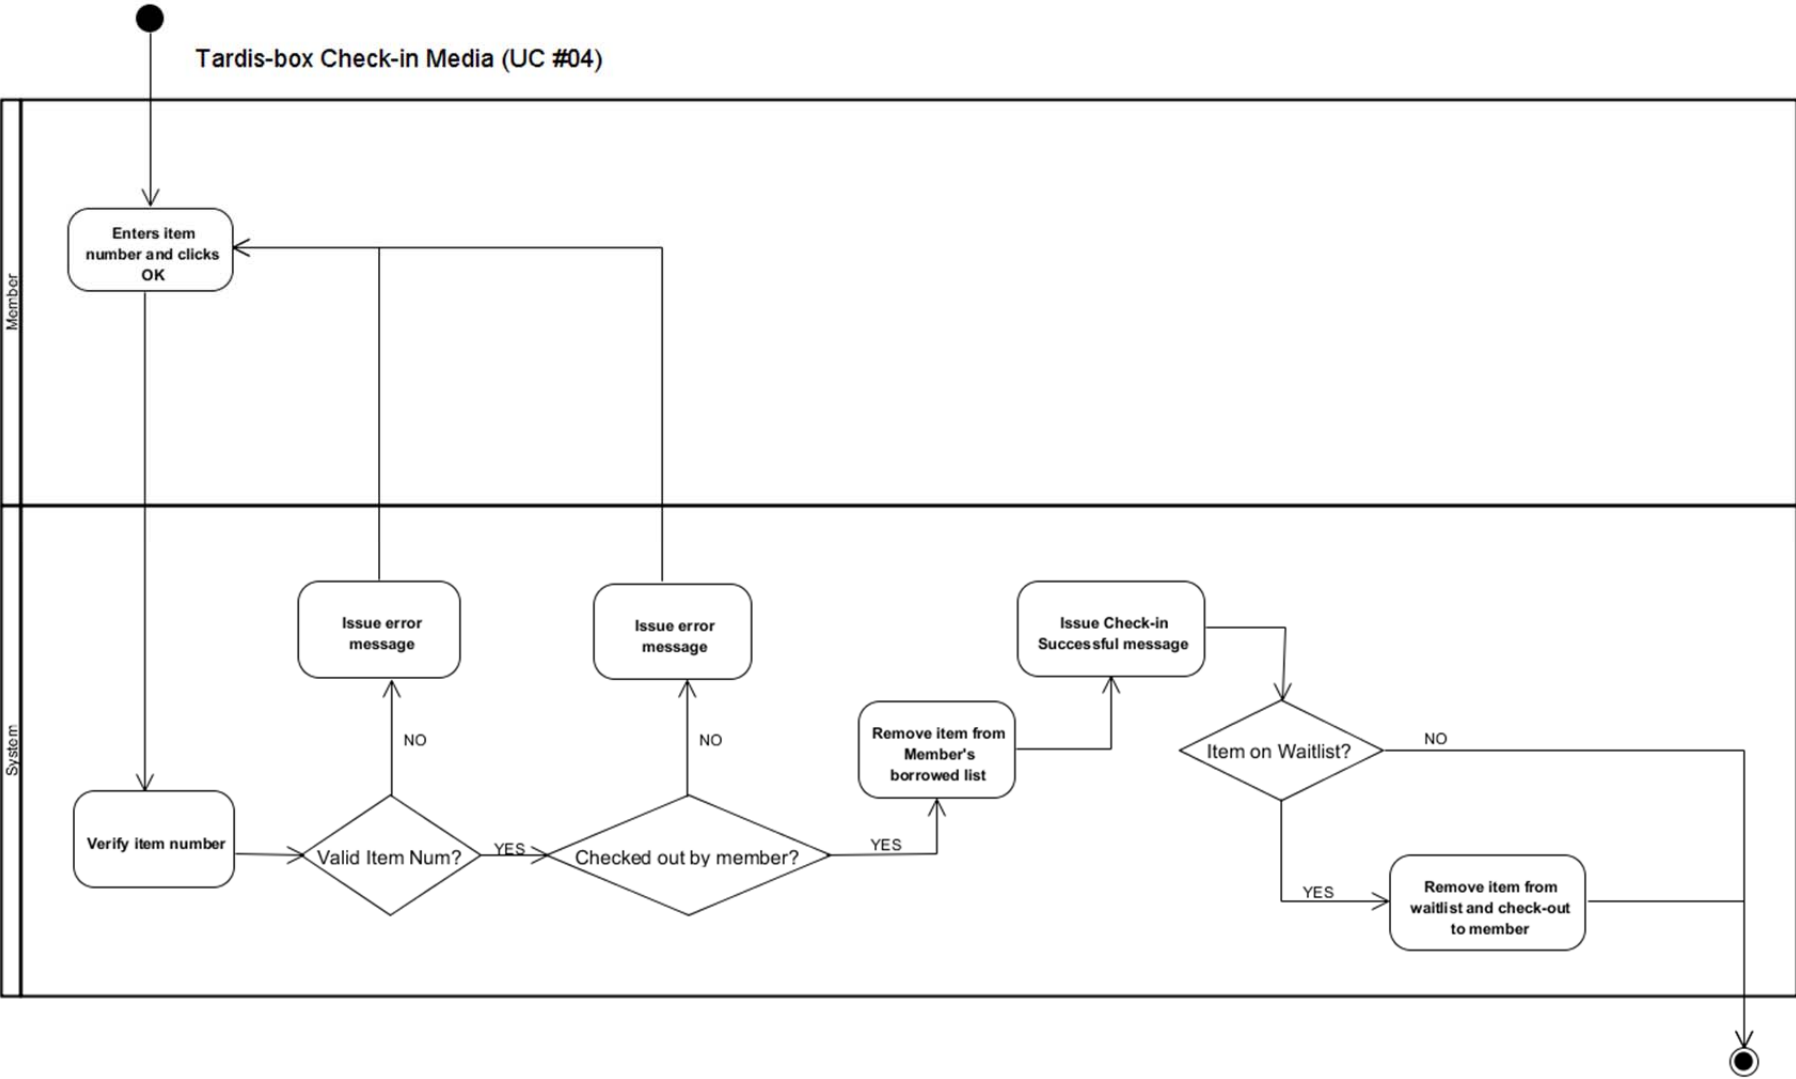 Tardis-box Check-in Media (UC #04)
Member
Enters item
number and clicks
OK
System
Issue error
message
Issue error
message
Issue Check-in
Successful message
Remove item from
Member's
borrowed list
NO
NO
Item on Waitlist?
NO
Verify item number
Valid Item Num?
YES
Checked out by member?
YES
YES
Remove item from
waitlist and check-out
to member